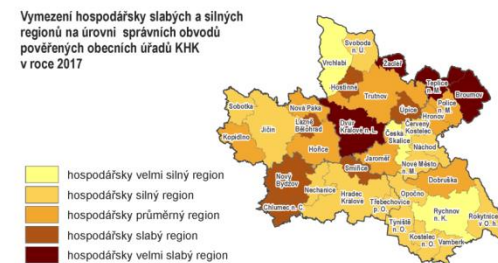 Vymezení hospodářsky slabých a silných
regionů na úrovni správních obvodů
pověřených obecních úřadů KHK
v roce 2017
Svoboda
n. Ú.
Vrchlabí
Žacléř
Teplice
n. M.
Broumov
Hostinné
Trutnov
Police
n. M.
Sobotka
Nová Paka
Úpice
Hronov
Lázně
Bělohrad
Dvůr
Králové n. L.
Červený
Kostelec
Česká
Skalice
Jičín
Náchod
Kopidlno
Hořice
Jaroměř
Nové Město
n. M.
Smiřice
Dobruška
Nový
Bydžov
Nechanice
Hradec
Králové
Opočno
Třebechovice
p. O.
Rychnov
n. K.
Rokytnice
v O. h.
Chlumec n. C.
Týniště
n. O.
Kostelec
n. O.
Vamberk
hospodářsky velmi silný region
hospodářsky silný region
hospodářsky průměrný region
hospodářsky slabý region
hospodářsky velmi slabý region